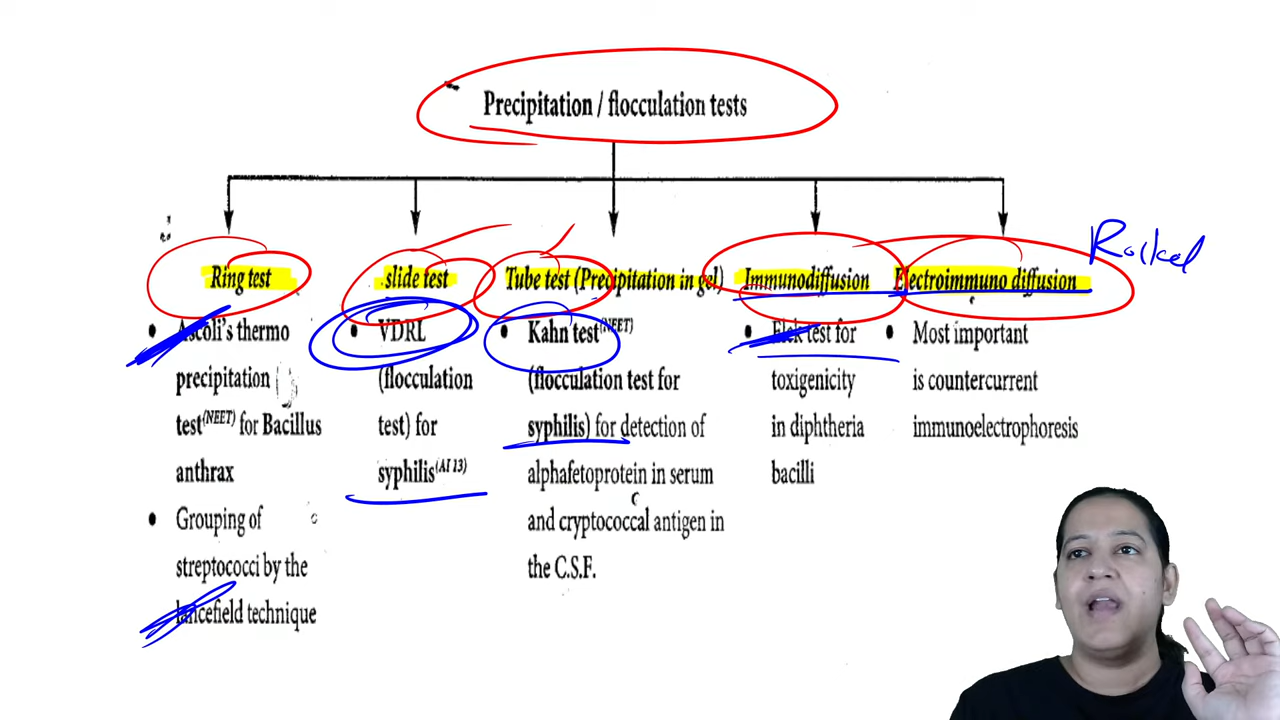 Precipitation / flocculation tests
Rocket
Ring test
Ascoli's thermo
precipitation
test(NEET) for Bacillus
anthrax
Grouping of
streptococci by the
lancefield technique
slide test
VDRL
(flocculation
test) for
syphilis(AI 13)
Tube test (Precipitation in gel)
Kahn test(NEET)
(flocculation test for
syphilis) for detection of
alphafetoprotein in serum
and cryptococcal antigen in
the C.S.F.
Immunodiffusion
Elek test for
toxigenicity
in diphtheria
bacilli
Electroimmuno diffusion
Most important
is countercurrent
immunoelectrophoresis